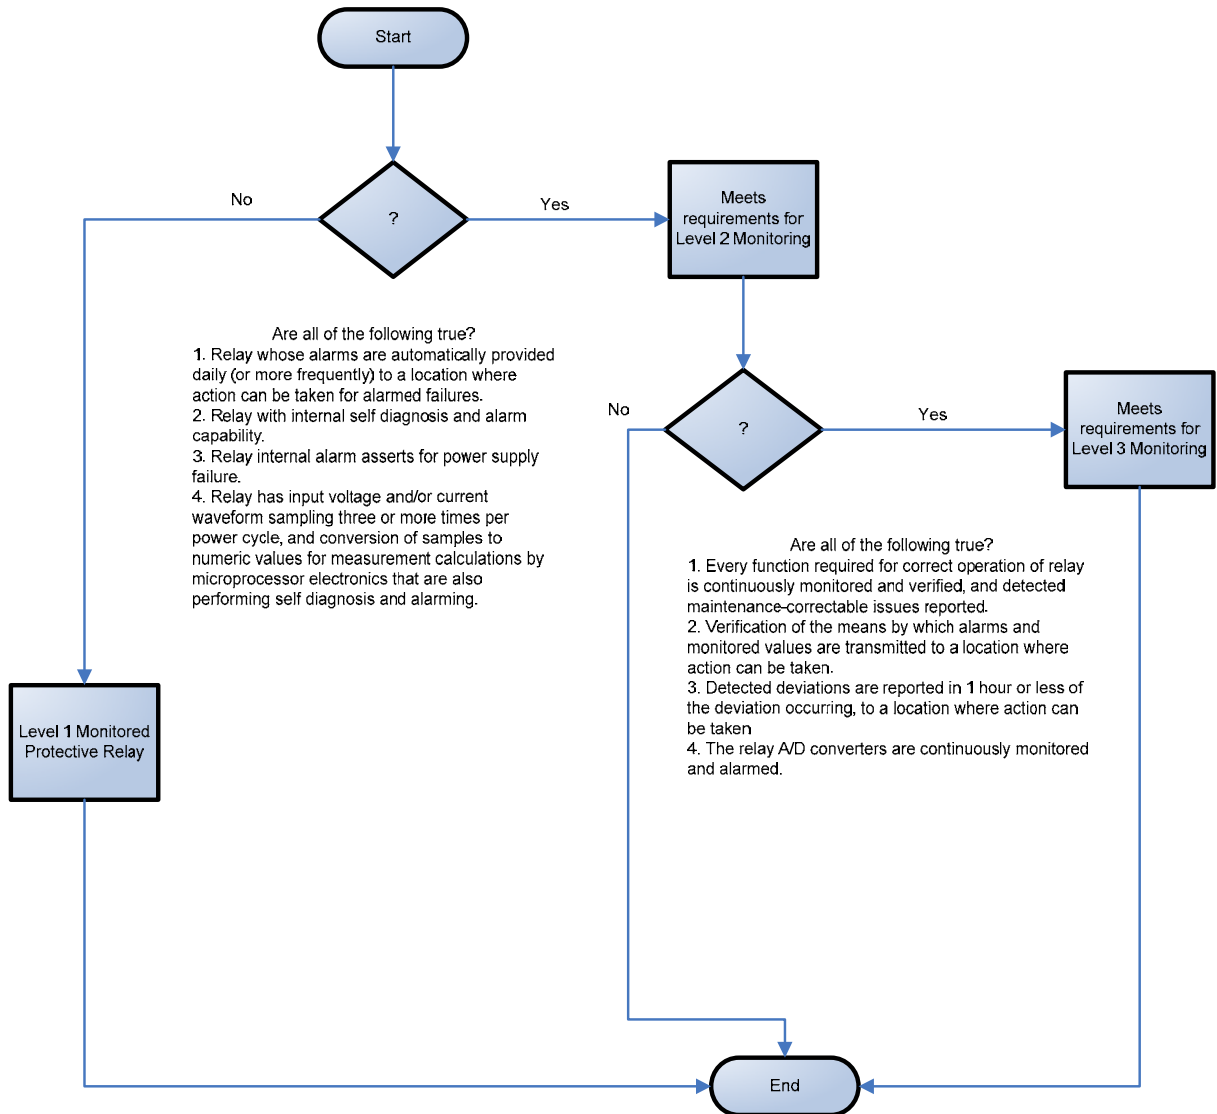 Start
No
?
Yes
Meets
requirements for
Level 2 Monitoring
Are all of the following true?
1. Relay whose alarms are automatically provided
daily (or more frequently) to a location where
action can be taken for alarmed failures.
2. Relay with internal self diagnosis and alarm
capability.
3. Relay internal alarm asserts for power supply
failure.
4. Relay has input voltage and/or current
waveform sampling three or more times per
power cycle, and conversion of samples to
numeric values for measurement calculations by
microprocessor electronics that are also
performing self diagnosis and alarming.
No
?
Yes
Meets
requirements for
Level 3 Monitoring
Are all of the following true?
1. Every function required for correct operation of relay
is continuously monitored and verified, and detected
maintenance-correctable issues reported.
2. Verification of the means by which alarms and
monitored values are transmitted to a location where
action can be taken.
3. Detected deviations are reported in 1 hour or less of
the deviation occurring, to a location where action can
be taken
4. The relay A/D converters are continuously monitored
and alarmed.
Level 1 Monitored
Protective Relay
End